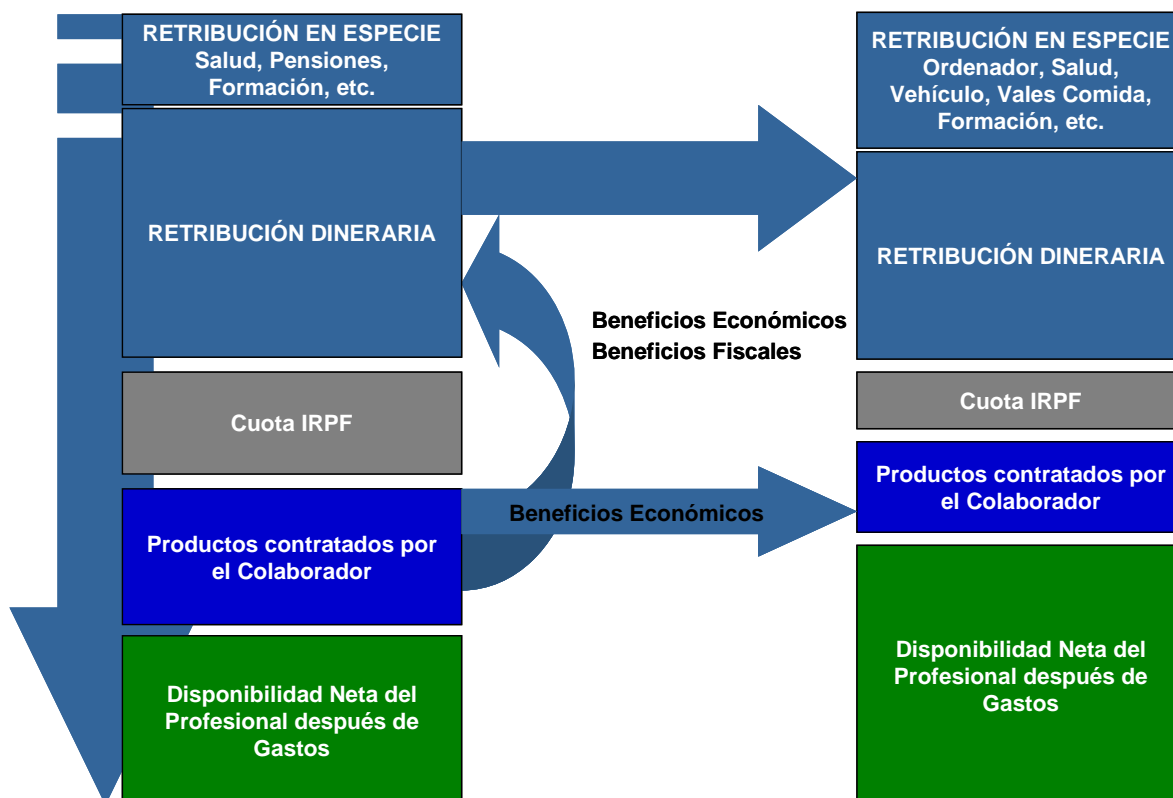 RETRIBUCIÓN EN ESPECIE
Salud, Pensiones,
Formación, etc.
RETRIBUCIÓN DINERARIA
Cuota IRPF
Productos contratados por
el Colaborador
Disponibilidad Neta del
Profesional después de
Gastos
Beneficios Económicos
Beneficios Fiscales
Beneficios Económicos
RETRIBUCIÓN EN ESPECIE
Ordenador, Salud,
Vehículo, Vales Comida,
Formación, etc.
RETRIBUCIÓN DINERARIA
Cuota IRPF
Productos contratados por
el Colaborador
Disponibilidad Neta del
Profesional después de
Gastos